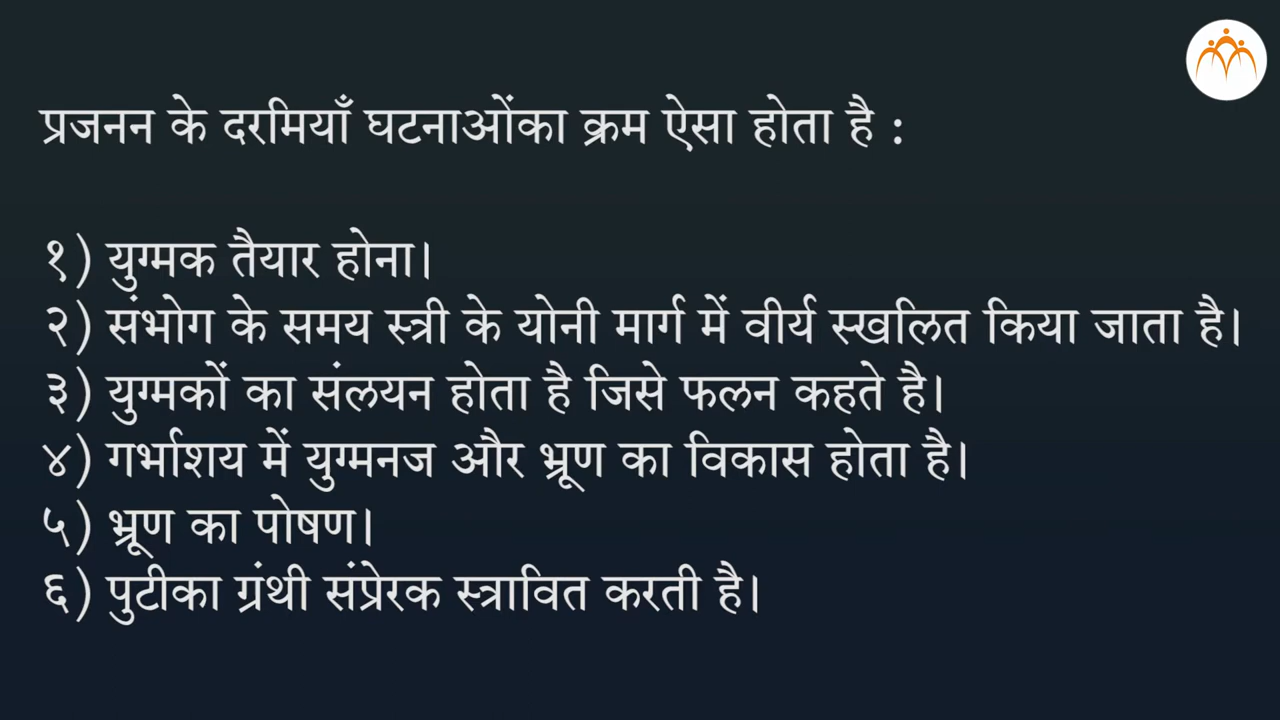 प्रजनन के दरमियाँ घटनाओंका क्रम ऐसा होता है :
१) युग्मक तैयार होना।
२) संभोग के समय स्त्री के योनी मार्ग में वीर्य स्खलित किया जाता है।
३) युग्मकों का संलयन होता है जिसे फलन कहते है।
४) गर्भाशय में युग्मनज और भ्रूण का विकास होता है।
५) भ्रूण का पोषण।
६) पुटीका ग्रंथी संप्रेरक स्त्रावित करती है।